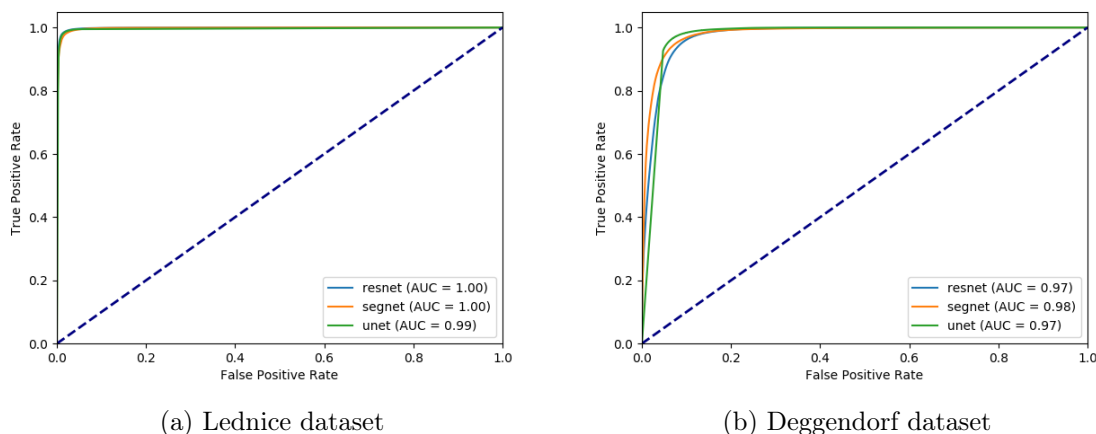 1.0
0.8
0.6
0.4
0.2
0.0
True Positive Rate
0.0 0.2 0.4 0.6 0.8 1.0
False Positive Rate
resnet (AUC = 1.00)
segnet (AUC = 1.00)
unet (AUC = 0.99)
(a) Lednice dataset
1.0
0.8
0.6
0.4
0.2
0.0
True Positive Rate
0.0 0.2 0.4 0.6 0.8 1.0
False Positive Rate
resnet (AUC = 0.97)
segnet (AUC = 0.98)
unet (AUC = 0.97)
(b) Deggendorf dataset